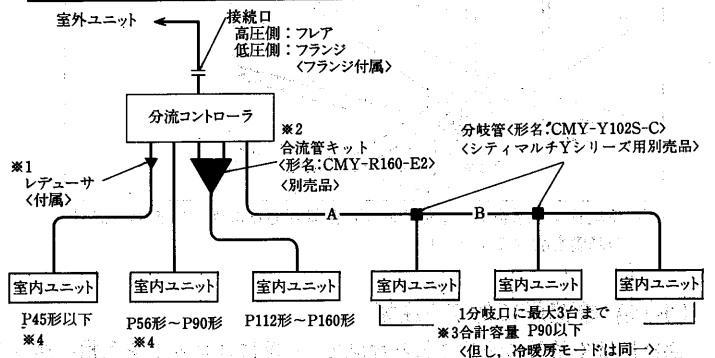 室外ユニット
接続口
高圧側：フレア
低圧側：フランジ
<フランジ付属>
分流コントローラ
※1
レデューサ
<付属>
※2
合流管キット
<形名:CMY-R160-E2>
<別売品>
分岐管<形名:CMY-Y102S-C>
<シティマルチYシリーズ用別売品>
A
B
室内ユニット
室内ユニット
室内ユニット
室内ユニット
室内ユニット
室内ユニット
P45形以下
※4
P56形～P90形
※4
P112形～P160形
1分岐口に最大3台まで
※3合計容量 P90以下
<但し，冷暖房モードは同一>